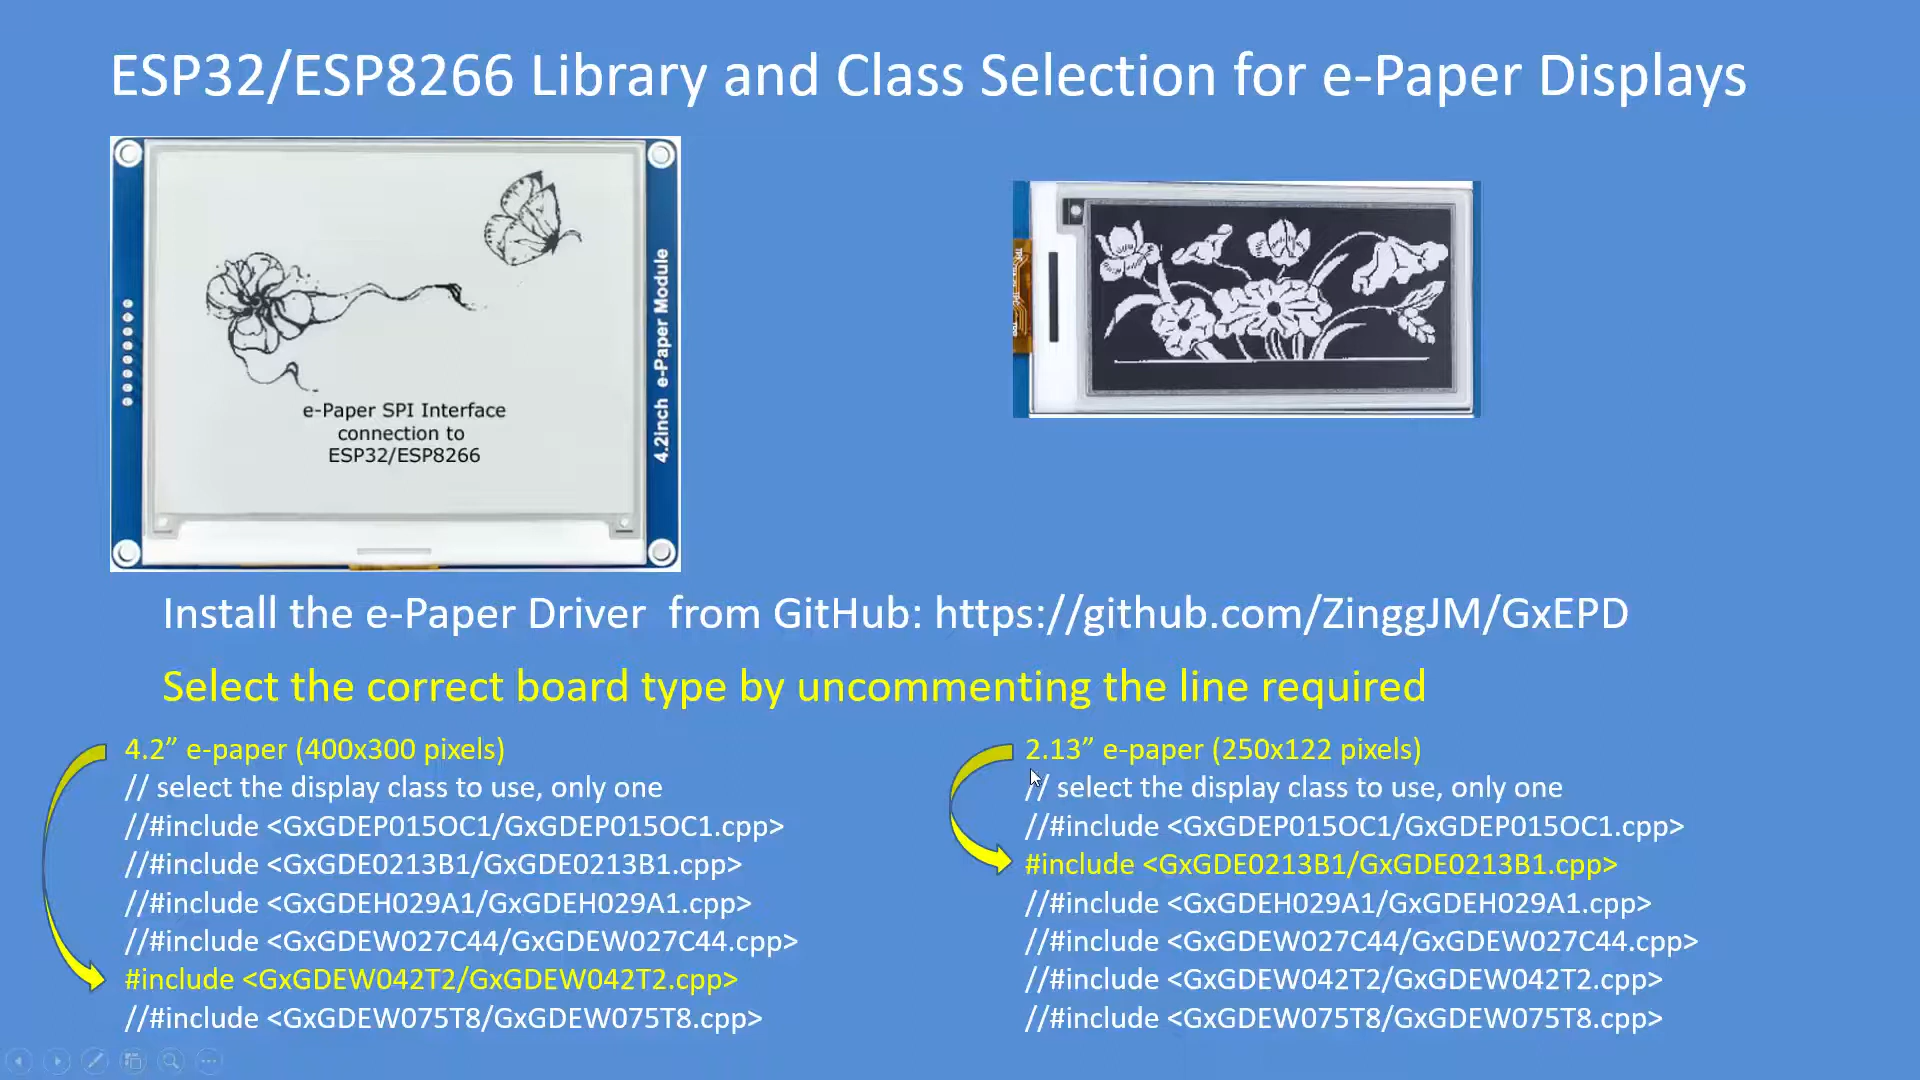 ESP32/ESP8266 Library and Class Selection for e-Paper Displays
e-Paper SPI Interface
connection to
ESP32/ESP8266
4.2inch e-Paper Module
Install the e-Paper Driver  from GitHub: https://github.com/ZinggJM/GxEPD
Select the correct board type by uncommenting the line required
4.2” e-paper (400x300 pixels)
// select the display class to use, only one
//#include <GxGDEP015OC1/GxGDEP015OC1.cpp>
//#include <GxGDE0213B1/GxGDE0213B1.cpp>
//#include <GxGDEH029A1/GxGDEH029A1.cpp>
//#include <GxGDEW027C44/GxGDEW027C44.cpp>
#include <GxGDEW042T2/GxGDEW042T2.cpp>
//#include <GxGDEW075T8/GxGDEW075T8.cpp>
2.13” e-paper (250x122 pixels)
// select the display class to use, only one
//#include <GxGDEP015OC1/GxGDEP015OC1.cpp>
#include <GxGDE0213B1/GxGDE0213B1.cpp>
//#include <GxGDEH029A1/GxGDEH029A1.cpp>
//#include <GxGDEW027C44/GxGDEW027C44.cpp>
//#include <GxGDEW042T2/GxGDEW042T2.cpp>
//#include <GxGDEW075T8/GxGDEW075T8.cpp>